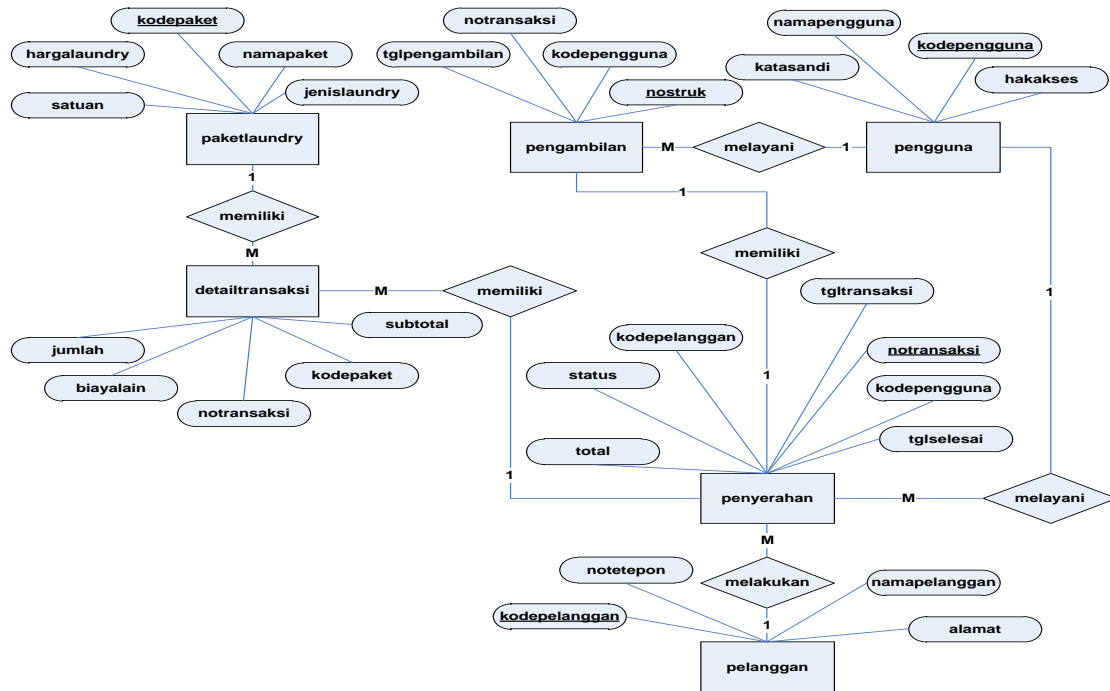 kodepaket
hargalaundry
namapaket
satuan
jenislaundry
paketlaundry
notransaksi
tglpengambilan
kodepengguna
nostruk
pengambilan
M
melayani
1
namapengguna
kodepengguna
katasandi
hakakses
pengguna
1
memiliki
M
detailtransaksi
M
memiliki
1
memiliki
1
1
subtotal
jumlah
kodepaket
biayalain
notransaksi
tgltransaksi
kodepelanggan
notransaksi
status
kodepengguna
total
tglselesai
1
penyerahan
M
melayani
M
melakukan
1
notetepon
namapelanggan
kodepelanggan
alamat
pelanggan